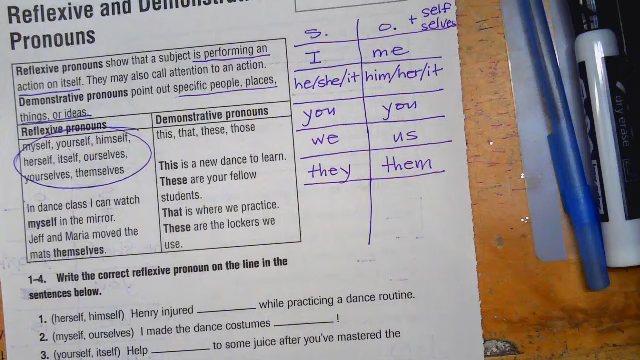 Reflexive and Demonstra
Pronouns
Reflexive pronouns show that a subject is performing an
action on itself. They may also call attention to an action.
Demonstrative pronouns point out specific people, places,
things, or ideas.
Reflexive pronouns
myself, yourself, himself,
herself, itself, ourselves,
yourselves, themselves
In dance class I can watch
myself in the mirror.
Jeff and Maria moved the
mats themselves.
Demonstrative pronouns
this, that, these, those
This is a new dance to learn.
These are your fellow
students.
That is where we practice.
These are the lockers we
use.
1–4. Write the correct reflexive pronoun on the line in the
sentences below.
1. (herself, himself) Henry injured ________ while practicing a dance routine.
2. (myself, ourselves) I made the dance costumes ________ !
3. (yourself, itself) Help ________ to some juice after you've mastered the
s. o. + self
selves
I me
he/she/it him/her/it
you you
we us
they them
dry erase